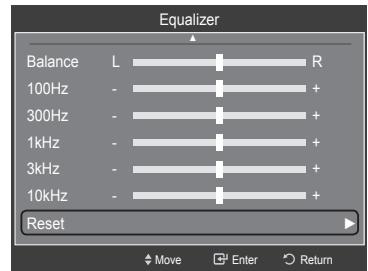 Equalizer
▲
Balance L R
100Hz - +
300Hz - +
1kHz - +
3kHz - +
10kHz - +
Reset ►
Move Enter Return